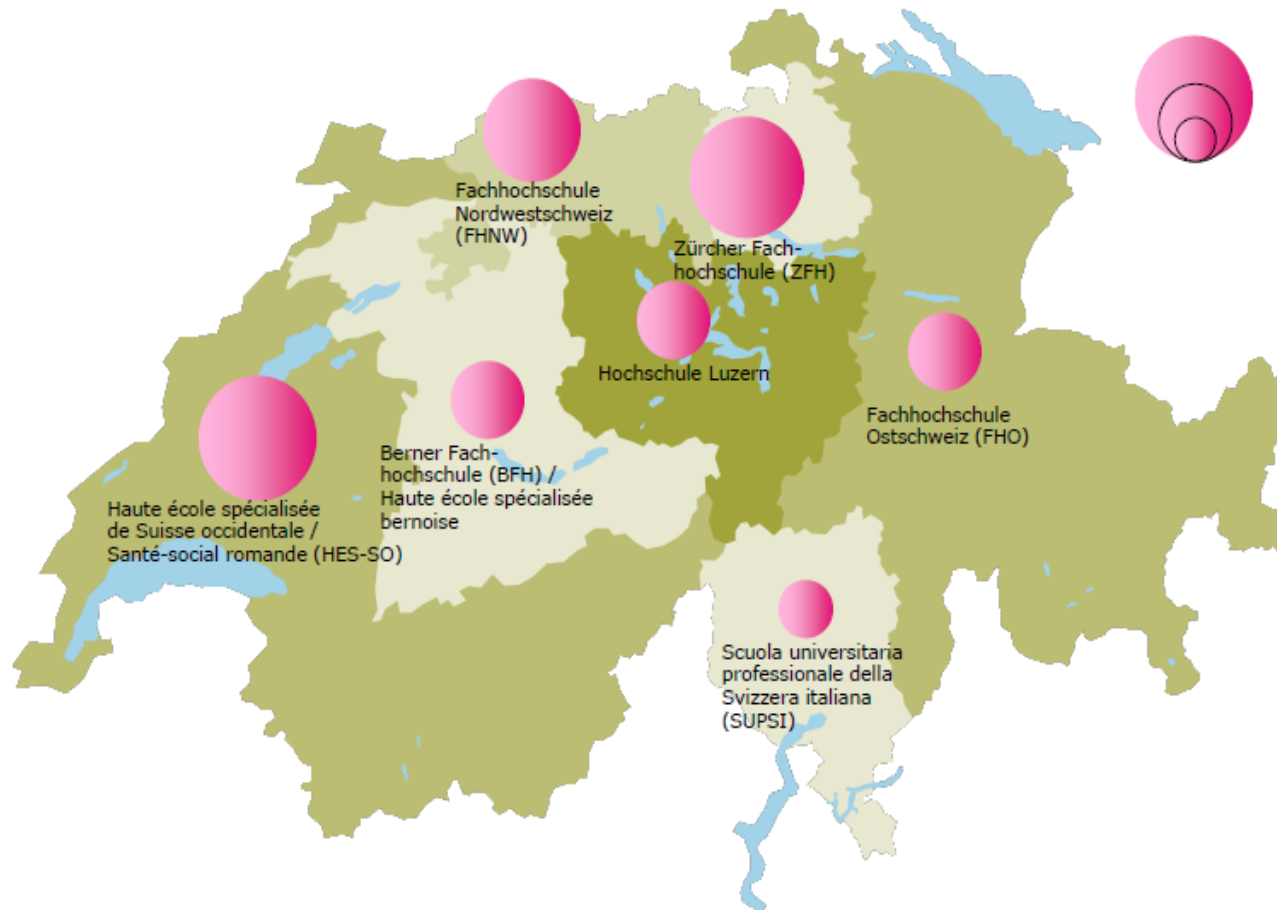 Fachhochschule
Nordwestschweiz
(FHNW)
Zürcher Fach-
hochschule (ZFH)
Hochschule Luzern
Fachhochschule
Ostschweiz (FHO)
Berner Fach-
hochschule (BFH) /
Haute école spécialisée
bernoise
Haute école spécialisée
de Suisse occidentale /
Santé-social romande (HES-SO)
Scuola universitaria
professionale della
Svizzera italiana
(SUPSI)